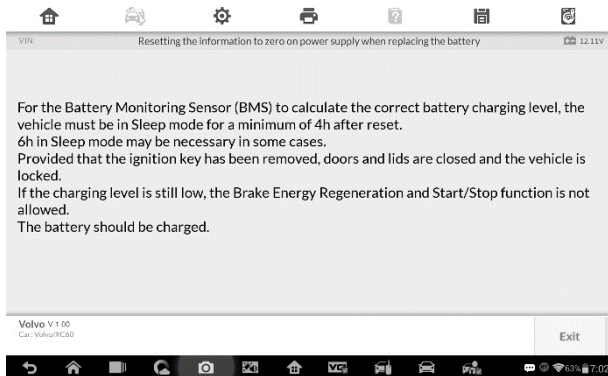 VIN:
Resetting the information to zero on power supply when replacing the battery
12.11V
For the Battery Monitoring Sensor (BMS) to calculate the correct battery charging level, the
vehicle must be in Sleep mode for a minimum of 4h after reset.
6h in Sleep mode may be necessary in some cases.
Provided that the ignition key has been removed, doors and lids are closed and the vehicle is
locked.
If the charging level is still low, the Brake Energy Regeneration and Start/Stop function is not
allowed.
The battery should be charged.
Volvo V 1.00
Car: Volvo/XC60
Exit
63% 7:02